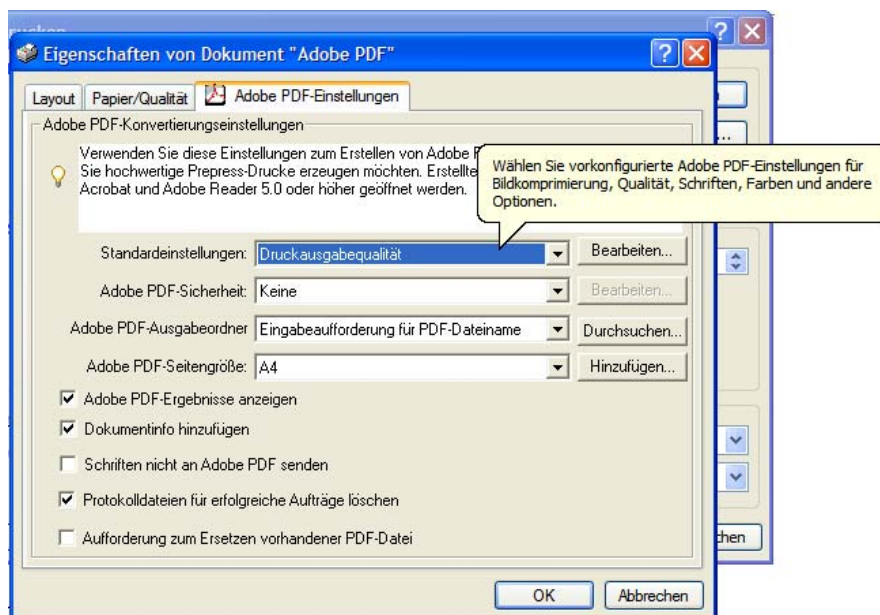 Eigenschaften von Dokument "Adobe PDF"
Layout
Papier/Qualität
Adobe PDF-Einstellungen
Adobe PDF-Konvertierungseinstellungen
Verwenden Sie diese Einstellungen zum Erstellen von Adobe
Sie hochwertige Prepress-Drucke erzeugen möchten. Erstellte
Acrobat und Adobe Reader 5.0 oder höher geöffnet werden.
Wählen Sie vorkonfigurierte Adobe PDF-Einstellungen für
Bildkomprimierung, Qualität, Schriften, Farben und andere
Optionen.
Standardeinstellungen: Druckausgabequalität Bearbeiten...
Adobe PDF-Sicherheit: Keine Bearbeiten...
Adobe PDF-Ausgabeordner Eingabeaufforderung für PDF-Dateiname Durchsuchen...
Adobe PDF-Seitengröße: A4 Hinzufügen...
Adobe PDF-Ergebnisse anzeigen
Dokumentinfo hinzufügen
Schriften nicht an Adobe PDF senden
Protokolldateien für erfolgreiche Aufträge löschen
Aufforderung zum Ersetzen vorhandener PDF-Datei
OK Abbrechen